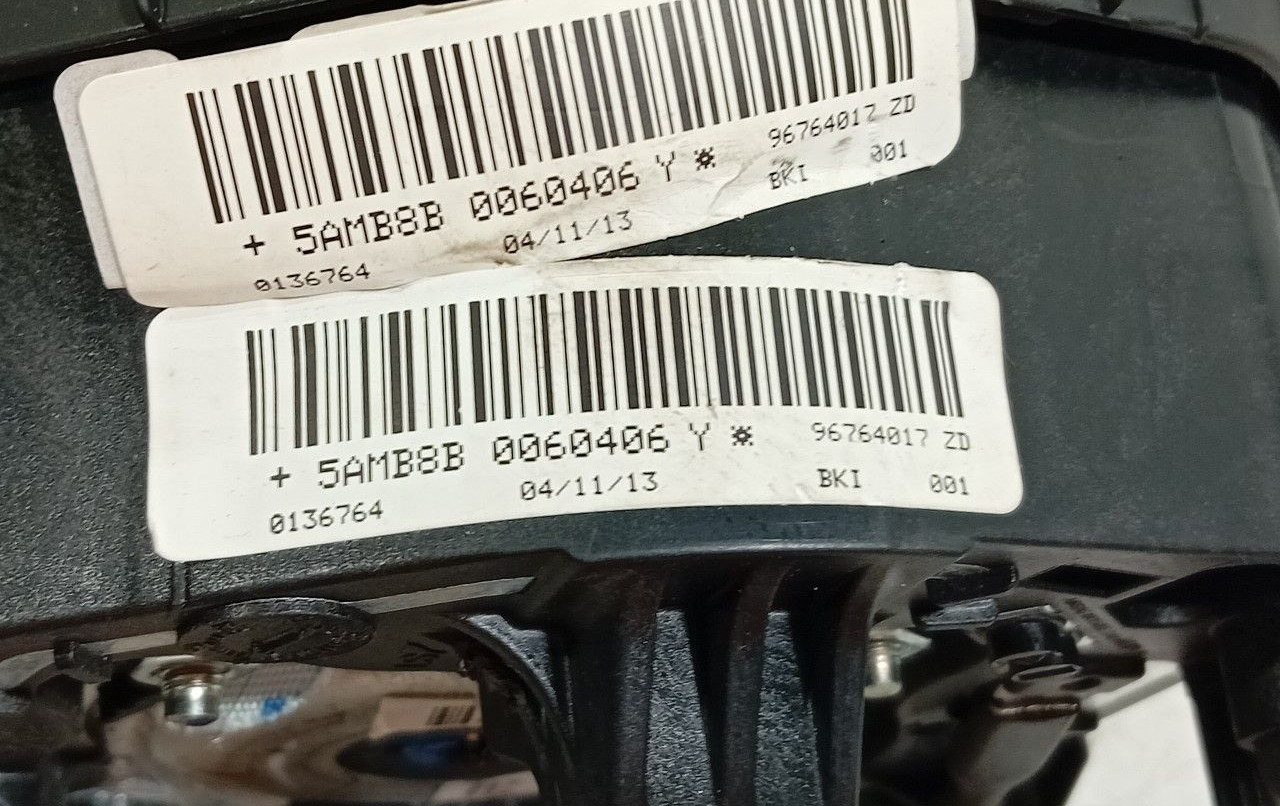 96764017 ZD
+ 5AMB8B 0060406 Y *
BKI 001
04/11/13
0136764
+ 5AMB8B 0060406 Y * 96764017 ZD
04/11/13 BKI 001
0136764